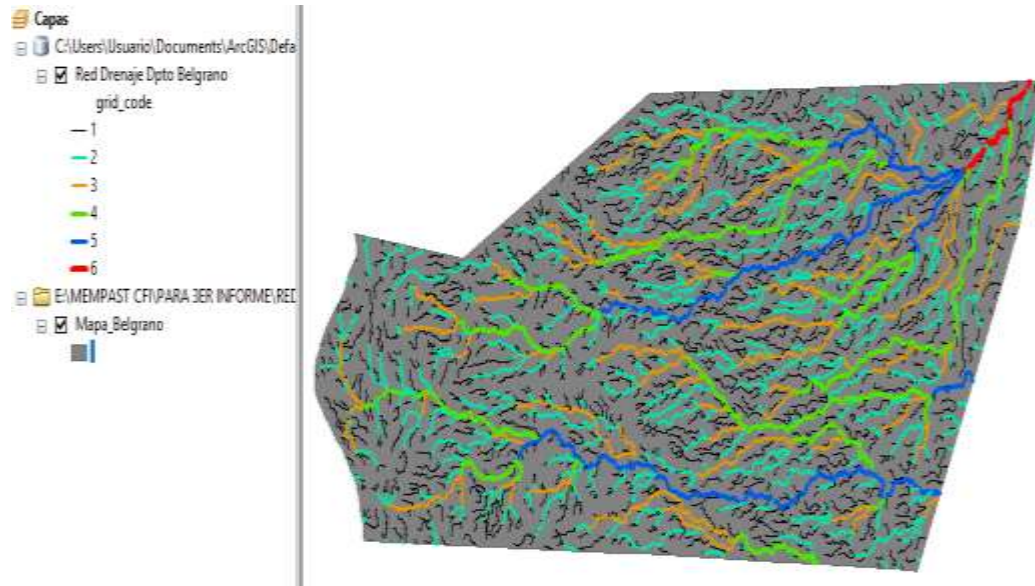 Capas
C:\Users\Usuario\Documents\ArcGIS\Defa
Red Drenaje Dpto Belgrano
grid_code
1
2
3
4
5
6
E:\MEMPAST CFI\PARA 3ER INFORME\RED
Mapa_Belgrano